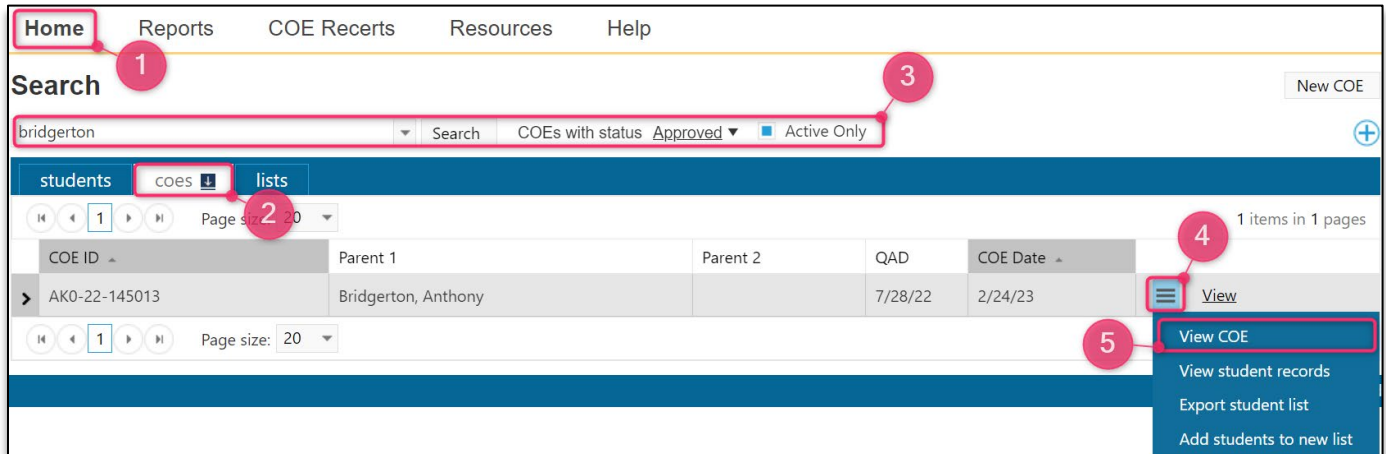 Home Reports COE Recerts Resources Help
1
Search
3
New COE
bridgerton Search COEs with status Approved Active Only
students coes lists
2
1 Page size: 20 1 items in 1 pages
4
COE ID Parent 1 Parent 2 QAD COE Date
AK0-22-145013 Bridgerton, Anthony 7/28/22 2/24/23 View
1 Page size: 20
5
View COE
View student records
Export student list
Add students to new list